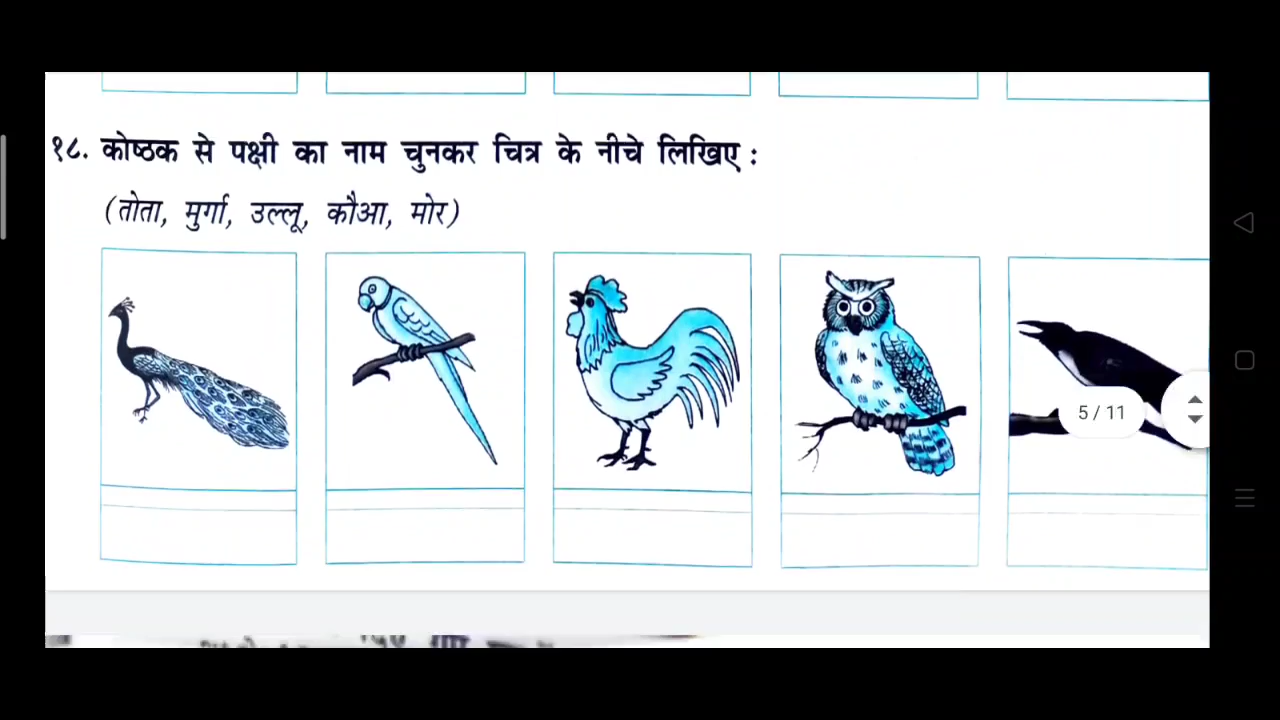 १८. कोष्ठक से पक्षी का नाम चुनकर चित्र के नीचे लिखिए :
(तोता, मुर्गा, उल्लू, कौआ, मोर)
5 / 11